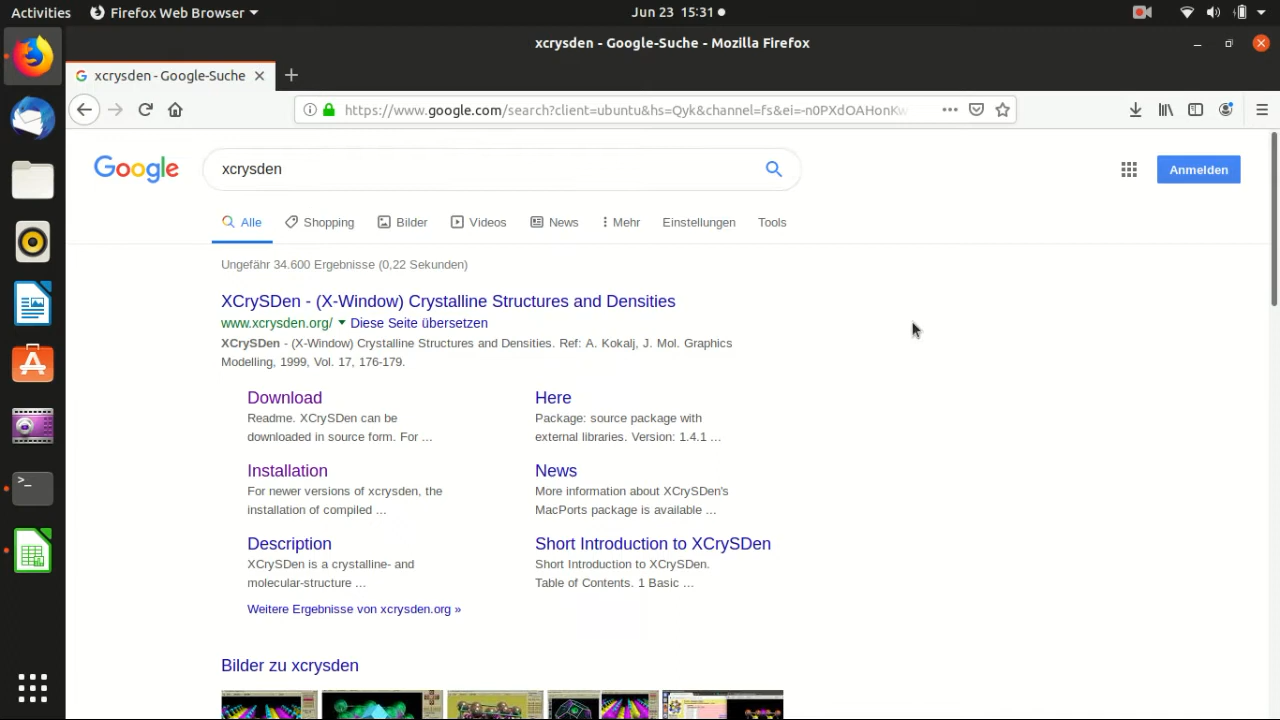 Activities Firefox Web Browser Jun 23 15:31
xcrysden - Google-Suche - Mozilla Firefox
xcrysden - Google-Suche
https://www.google.com/search?client=ubuntu&hs=Qyk&channel=fs&ei=-n0PXdOAHonKw
Google xcrysden Anmelden
Alle Shopping Bilder Videos News Mehr Einstellungen Tools
Ungefähr 34.600 Ergebnisse (0,22 Sekunden)
XCrySDen - (X-Window) Crystalline Structures and Densities
www.xcrysden.org/ Diese Seite übersetzen
XCrySDen - (X-Window) Crystalline Structures and Densities. Ref: A. Kokalj, J. Mol. Graphics
Modelling, 1999, Vol. 17, 176-179.
Download
Readme. XCrySDen can be
downloaded in source form. For ...
Here
Package: source package with
external libraries. Version: 1.4.1 ...
Installation
For newer versions of xcrysden, the
installation of compiled ...
News
More information about XCrySDen's
MacPorts package is available ...
Description
XCrySDen is a crystalline- and
molecular-structure ...
Short Introduction to XCrySDen
Short Introduction to XCrySDen.
Table of Contents. 1 Basic ...
Weitere Ergebnisse von xcrysden.org »
Bilder zu xcrysden